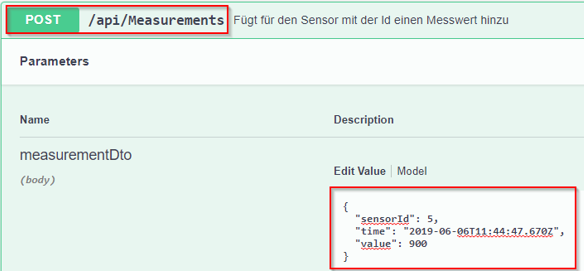 POST /api/Measurements Fügt für den Sensor mit der Id einen Messwert hinzu
Parameters
Name Description
measurementDto
(body)
Edit Value Model
{
"sensorId": 5,
"time": "2019-06-06T11:44:47.670Z",
"value": 900
}